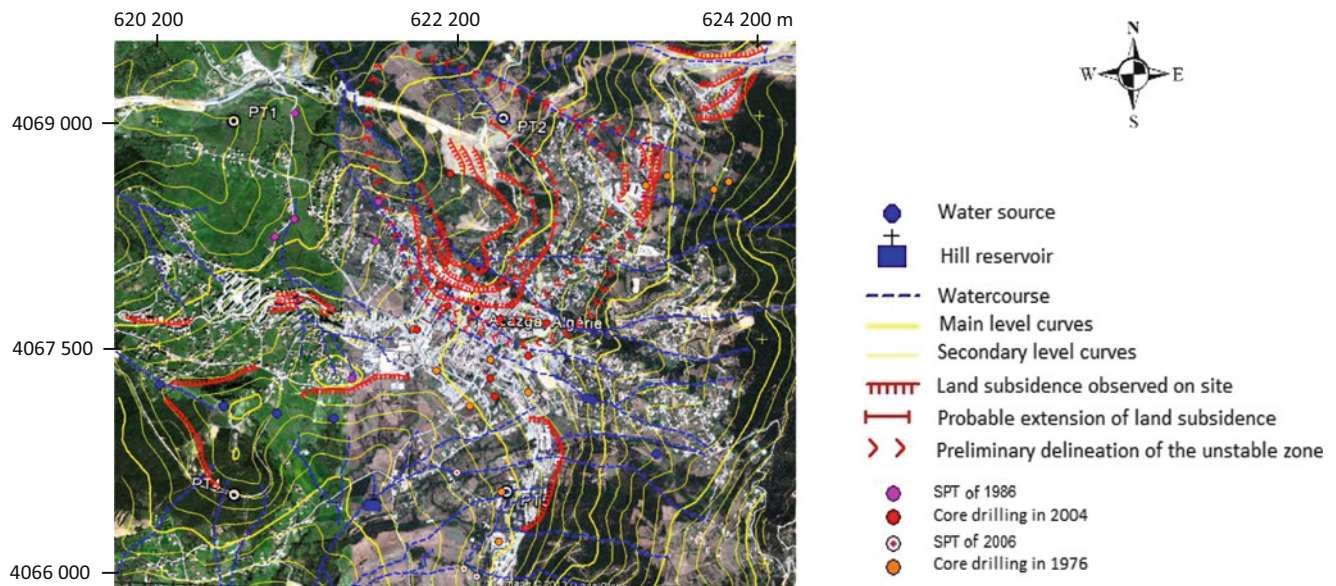 620 200
622 200
624 200 m
N
W
E
S
4069 000
PT1
PT2
Water source
Hill reservoir
Watercourse
Main level curves
Azazga, Algérie
4067 500
Secondary level curves
Land subsidence observed on site
Probable extension of land subsidence
Preliminary delineation of the unstable zone
PT4
SPT of 1986
Core drilling in 2004
SPT of 2006
4066 000
Core drilling in 1976